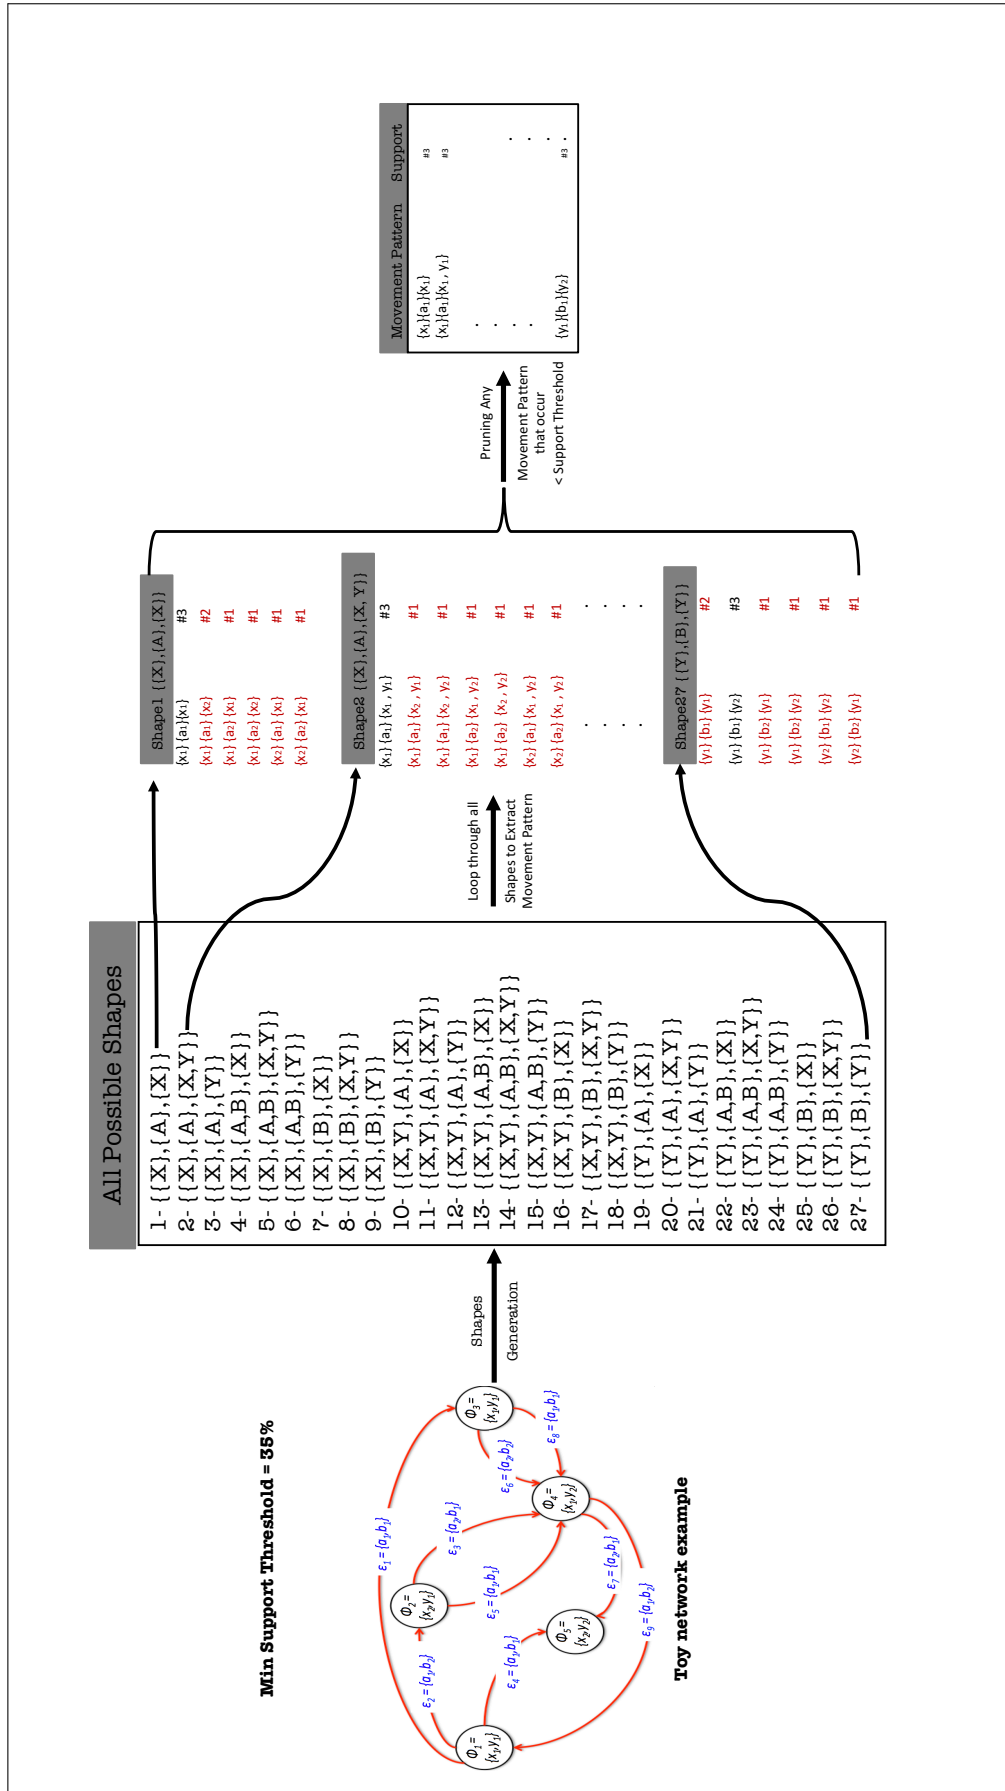 Min Support Threshold = 35%
ε1 = {a1,b1}
ε2 = {a1,b2}
ε3 = {a2,b1}
ε5 = {a1,b1}
ε4 = {a1,b1}
ε6 = {a2,b2}
ε8 = {a1,b1}
ε7 = {a2,b1}
ε9 = {a1,b2}
Φ1 =
{x1,y1}
Φ2 =
{x2,y1}
Φ3 =
{x1,y1}
Φ4 =
{x1,y2}
Φ5 =
{x2,y2}
Toy network example
Shapes
Generation
All Possible Shapes
1- {{X},{A},{X}}
2- {{X},{A},{X,Y}}
3- {{X},{A},{Y}}
4- {{X},{A,B},{X}}
5- {{X},{A,B},{X,Y}}
6- {{X},{A,B},{Y}}
7- {{X},{B},{X}}
8- {{X},{B},{X,Y}}
9- {{X},{B},{Y}}
10- {{X,Y},{A},{X}}
11- {{X,Y},{A},{X,Y}}
12- {{X,Y},{A},{Y}}
13- {{X,Y},{A,B},{X}}
14- {{X,Y},{A,B},{X,Y}}
15- {{X,Y},{A,B},{Y}}
16- {{X,Y},{B},{X}}
17- {{X,Y},{B},{X,Y}}
18- {{X,Y},{B},{Y}}
19- {{Y},{A},{X}}
20- {{Y},{A},{X,Y}}
21- {{Y},{A},{Y}}
22- {{Y},{A,B},{X}}
23- {{Y},{A,B},{X,Y}}
24- {{Y},{A,B},{Y}}
25- {{Y},{B},{X}}
26- {{Y},{B},{X,Y}}
27- {{Y},{B},{Y}}
Loop through all
Shapes to Extract
Movement Pattern
Shape1 {{X},{A},{X}}
{x1} {a1} {x1} #3
{x1} {a1} {x2} #2
{x1} {a2} {x1} #1
{x1} {a2} {x2} #1
{x2} {a1} {x1} #1
{x2} {a2} {x1} #1
Shape2 {{X},{A},{X, Y}}
{x1} {a1} {x1 , y1} #3
{x1} {a1} {x2 , y1} #1
{x1} {a1} {x2 , y2} #1
{x1} {a2} {x1 , y2} #1
{x1} {a2} {x2 , y2} #1
{x2} {a1} {x1 , y2} #1
{x2} {a2} {x1 , y2} #1
. .
. .
. .
. .
Shape27 {{Y},{B},{Y}}
{y1} {b1} {y1} #2
{y1} {b1} {y2} #3
{y1} {b2} {y1} #1
{y1} {b2} {y2} #1
{y2} {b1} {y2} #1
{y2} {b2} {y1} #1
Pruning Any
Movement Pattern
that occur
< Support Threshold
Movement Pattern Support
{x1}{a1}{x1} #3
{x1}{a1}{x1 , y1} #3
. .
. .
. .
. .
{y1}{b1}{y2} #3